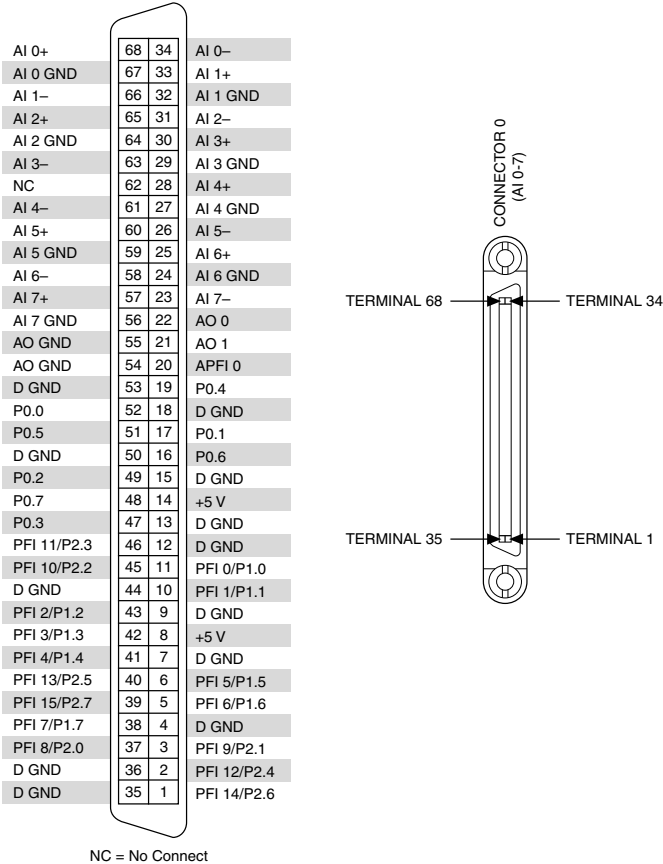 AI 0+ 68 34 AI 0–
AI 0 GND 67 33 AI 1+
AI 1– 66 32 AI 1 GND
AI 2+ 65 31 AI 2–
AI 2 GND 64 30 AI 3+
AI 3– 63 29 AI 3 GND
NC 62 28 AI 4+
AI 4– 61 27 AI 4 GND
AI 5+ 60 26 AI 5–
AI 5 GND 59 25 AI 6+
AI 6– 58 24 AI 6 GND
AI 7+ 57 23 AI 7–
AI 7 GND 56 22 AO 0
AO GND 55 21 AO 1
AO GND 54 20 APFI 0
D GND 53 19 P0.4
P0.0 52 18 D GND
P0.5 51 17 P0.1
D GND 50 16 P0.6
P0.2 49 15 D GND
P0.7 48 14 +5 V
P0.3 47 13 D GND
PFI 11/P2.3 46 12 D GND
PFI 10/P2.2 45 11 PFI 0/P1.0
D GND 44 10 PFI 1/P1.1
PFI 2/P1.2 43 9 D GND
PFI 3/P1.3 42 8 +5 V
PFI 4/P1.4 41 7 D GND
PFI 13/P2.5 40 6 PFI 5/P1.5
PFI 15/P2.7 39 5 PFI 6/P1.6
PFI 7/P1.7 38 4 D GND
PFI 8/P2.0 37 3 PFI 9/P2.1
D GND 36 2 PFI 12/P2.4
D GND 35 1 PFI 14/P2.6
NC = No Connect
CONNECTOR 0
(AI 0-7)
TERMINAL 68 TERMINAL 34
TERMINAL 35 TERMINAL 1